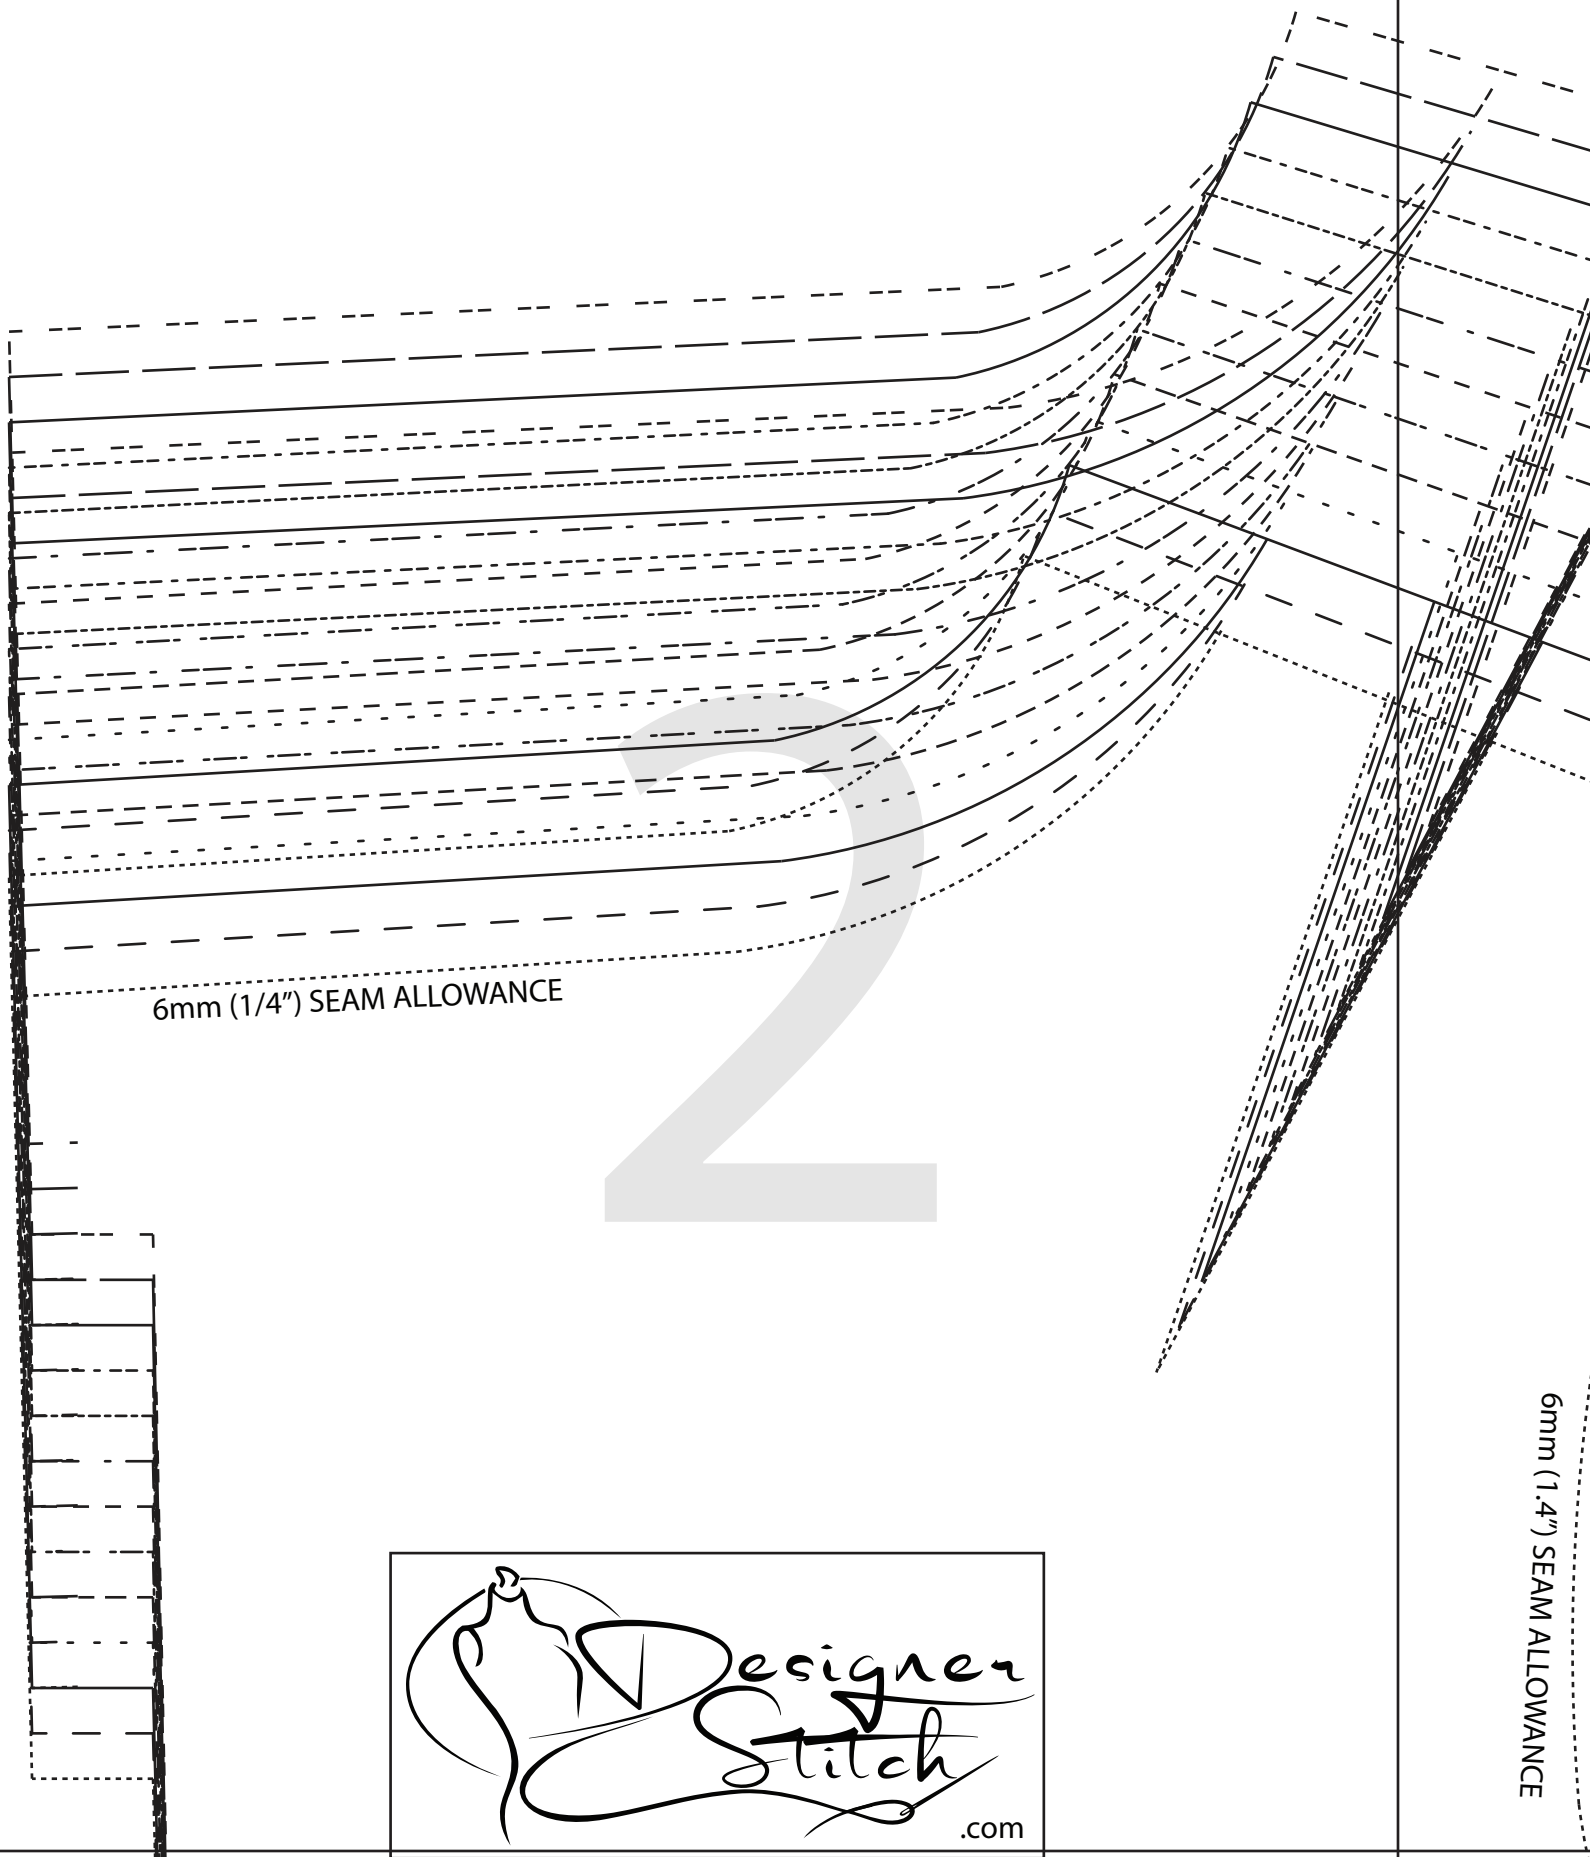 6mm (1/4") SEAM ALLOWANCE
2
6mm (1.4") SEAM ALLOWANCE
Designer
Stitch
.com